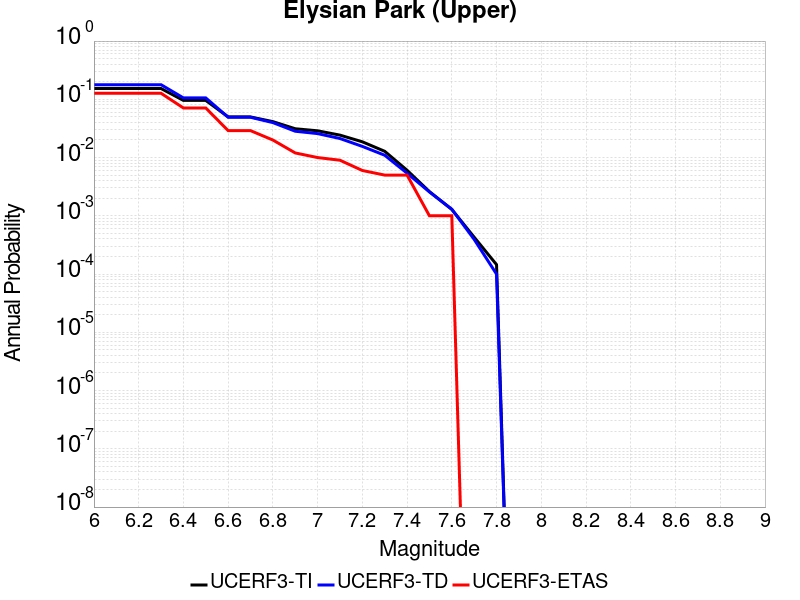 Elysian Park (Upper)
10^0
10^-1
10^-2
10^-3
10^-4
10^-5
10^-6
10^-7
10^-8
Annual Probability
6 6.2 6.4 6.6 6.8 7 7.2 7.4 7.6 7.8 8 8.2 8.4 8.6 8.8 9
Magnitude
UCERF3-TI UCERF3-TD UCERF3-ETAS